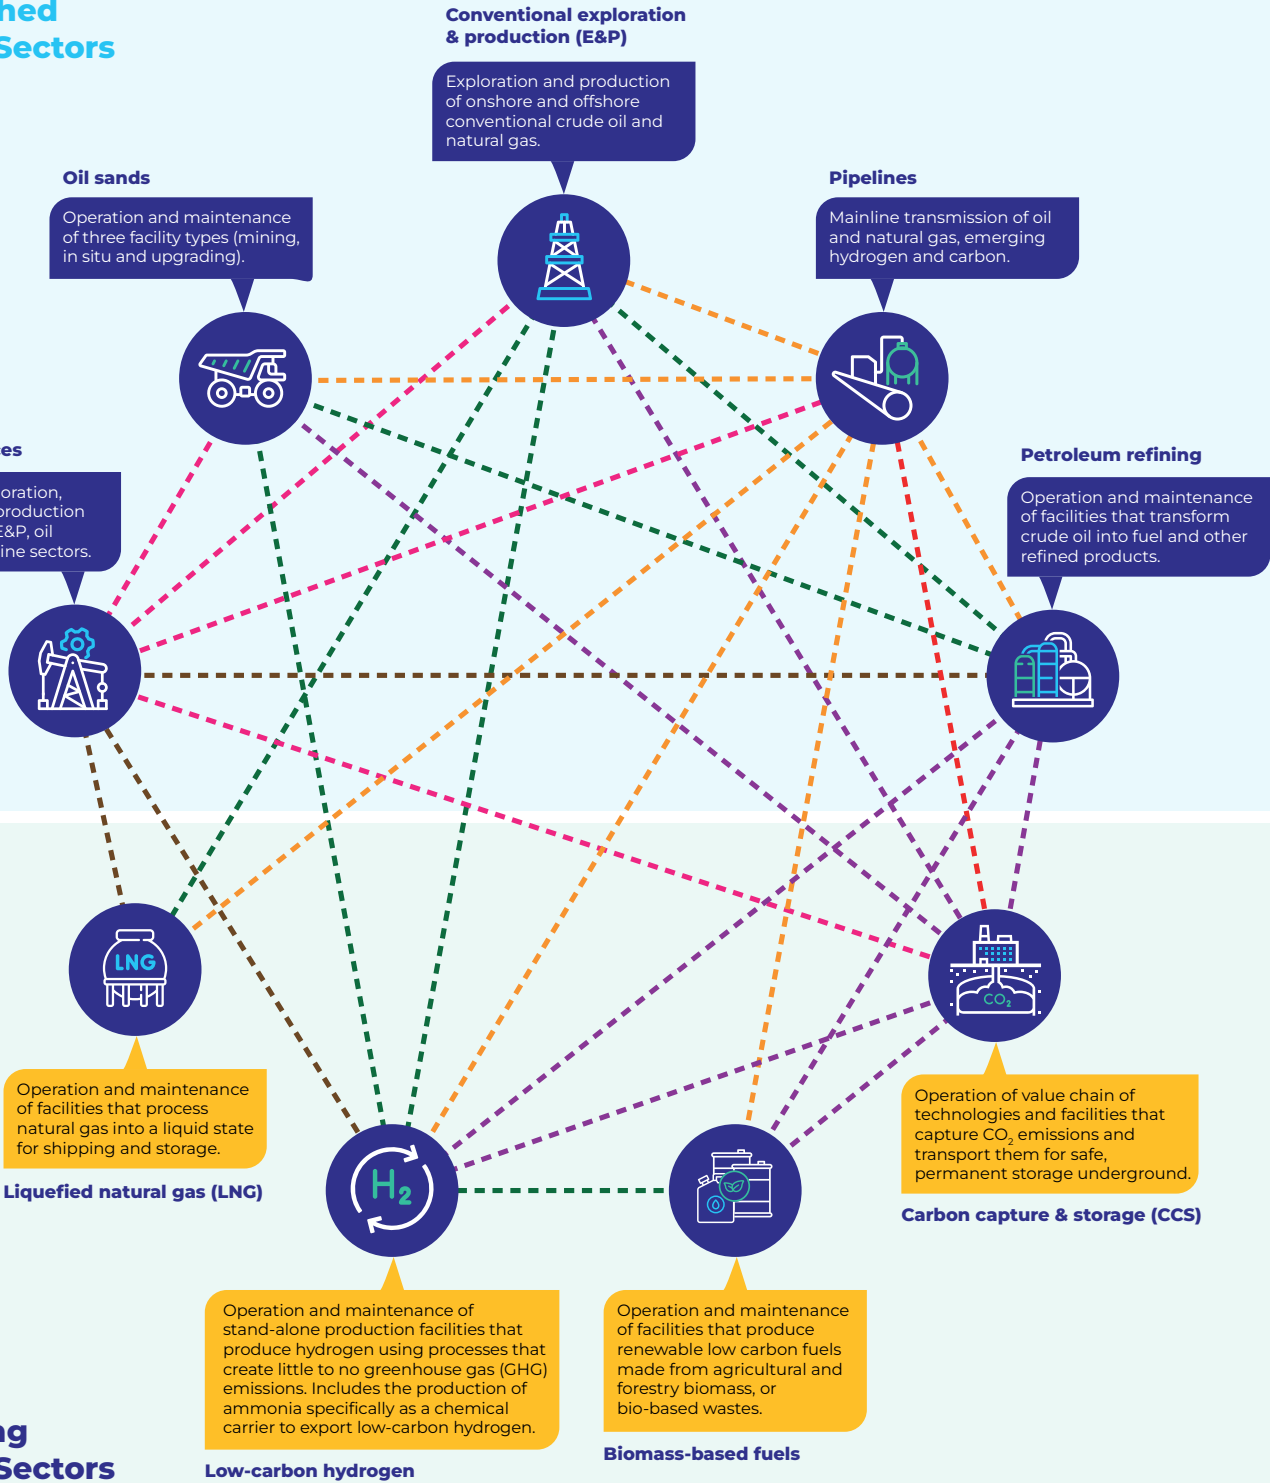 hed
Sectors
Conventional exploration
& production (E&P)
Exploration and production
of onshore and offshore
conventional crude oil and
natural gas.
Oil sands
Operation and maintenance
of three facility types (mining,
in situ and upgrading).
Pipelines
Mainline transmission of oil
and natural gas, emerging
hydrogen and carbon.
ces
oration,
production
E&P, oil
ine sectors.
Petroleum refining
Operation and maintenance
of facilities that transform
crude oil into fuel and other
refined products.
LNG
Operation and maintenance
of facilities that process
natural gas into a liquid state
for shipping and storage.
Liquefied natural gas (LNG)
CO₂
Operation of value chain of
technologies and facilities that
capture CO₂ emissions and
transport them for safe,
permanent storage underground.
Carbon capture & storage (CCS)
H₂
Operation and maintenance of
stand-alone production facilities that
produce hydrogen using processes that
create little to no greenhouse gas (GHG)
emissions. Includes the production of
ammonia specifically as a chemical
carrier to export low-carbon hydrogen.
Low-carbon hydrogen
Operation and maintenance
of facilities that produce
renewable low carbon fuels
made from agricultural and
forestry biomass, or
bio-based wastes.
Biomass-based fuels
ng
Sectors